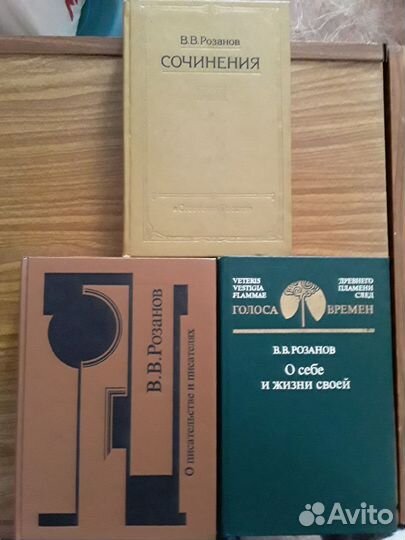 В.В.Розанов
СОЧИНЕНИЯ
В.В.Розанов
О писательстве и писателях
VETERIS
VESTIGIA
FLAMMAE
ДРЕВНЕГО
ПЛАМЕНИ
СЛЕД
ГОЛОСА ВРЕМЕН
В.В.РОЗАНОВ
О себе
и жизни своей
Avito